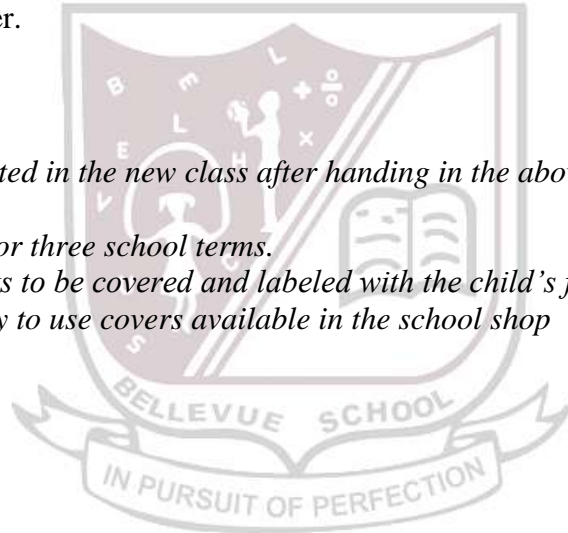 er.
ted in the new class after handing in the abo
or three school terms.
s to be covered and labeled with the child’s f
y to use covers available in the school shop
BELLEVUE SCHOOL
IN PURSUIT OF PERFECTION